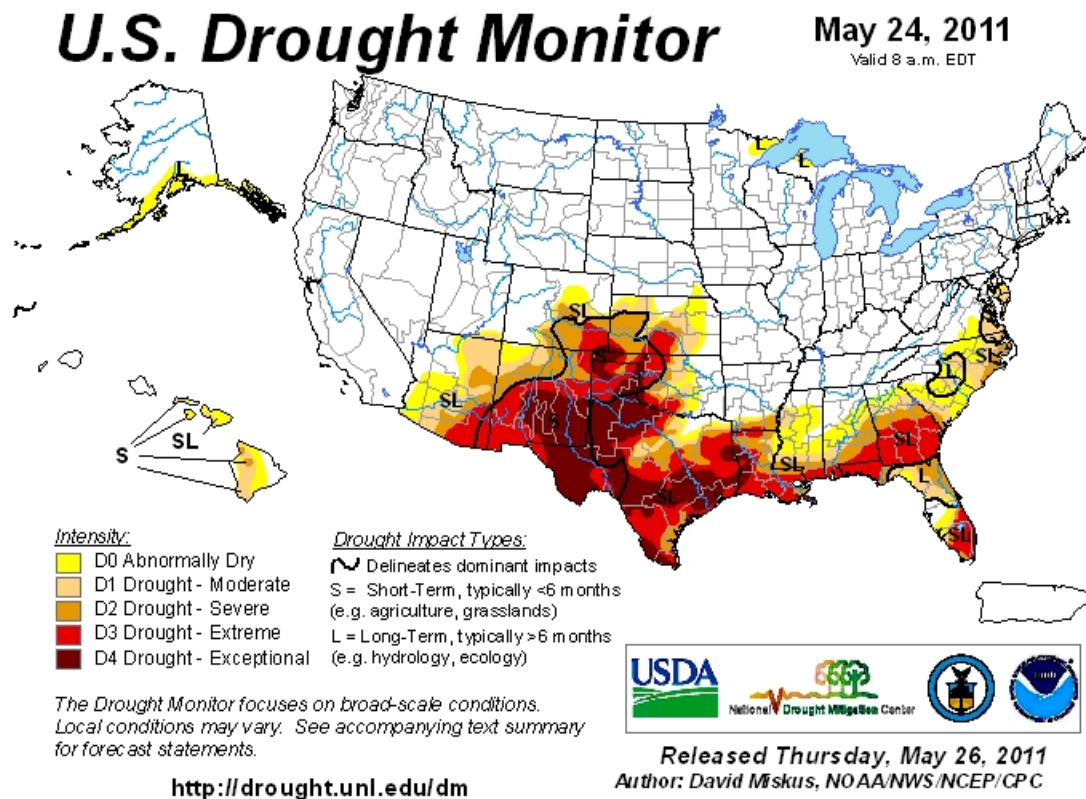 U.S. Drought Monitor
May 24, 2011
Valid 8 a.m. EDT
L
L
L
SL
S
SL
SL
L
SL
S
SL
SL
S
SL
SL
L
SL
Intensity:
D0 Abnormally Dry
D1 Drought - Moderate
D2 Drought - Severe
D3 Drought - Extreme
D4 Drought - Exceptional
Drought Impact Types:
Delineates dominant impacts
S = Short-Term, typically <6 months
(e.g. agriculture, grasslands)
L = Long-Term, typically >6 months
(e.g. hydrology, ecology)
The Drought Monitor focuses on broad-scale conditions.
Local conditions may vary. See accompanying text summary
for forecast statements.
http://drought.unl.edu/dm
USDA
National Drought Mitigation Center
Released Thursday, May 26, 2011
Author: David Miskus, NOAA/NWS/NCEP/CPC